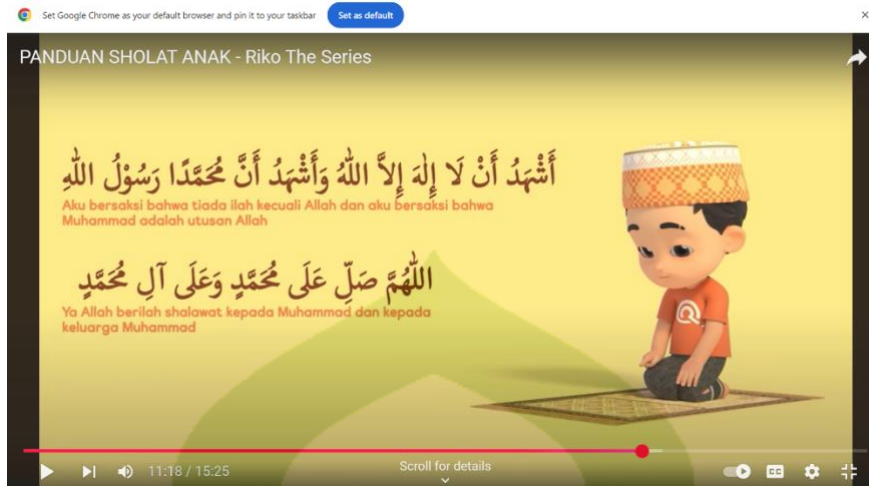 Set Google Chrome as your default browser and pin it to your taskbar
Set as default
PANDUAN SHOLAT ANAK - Riko The Series
أَشْهَدُ أَنْ لَا إِلٰهَ إِلاَّ اللّٰهُ وَأَشْهَدُ أَنَّ مُحَمَّدًا رَسُوْلُ اللّٰهِ
Aku bersaksi bahwa tiada ilah kecuali Allah dan aku bersaksi bahwa
Muhammad adalah utusan Allah
اللّٰهُمَّ صَلِّ عَلَى مُحَمَّدٍ وَعَلَى آلِ مُحَمَّدٍ
Ya Allah berilah shalawat kepada Muhammad dan kepada
keluarga Muhammad
11:18 / 15:25
Scroll for details
CC